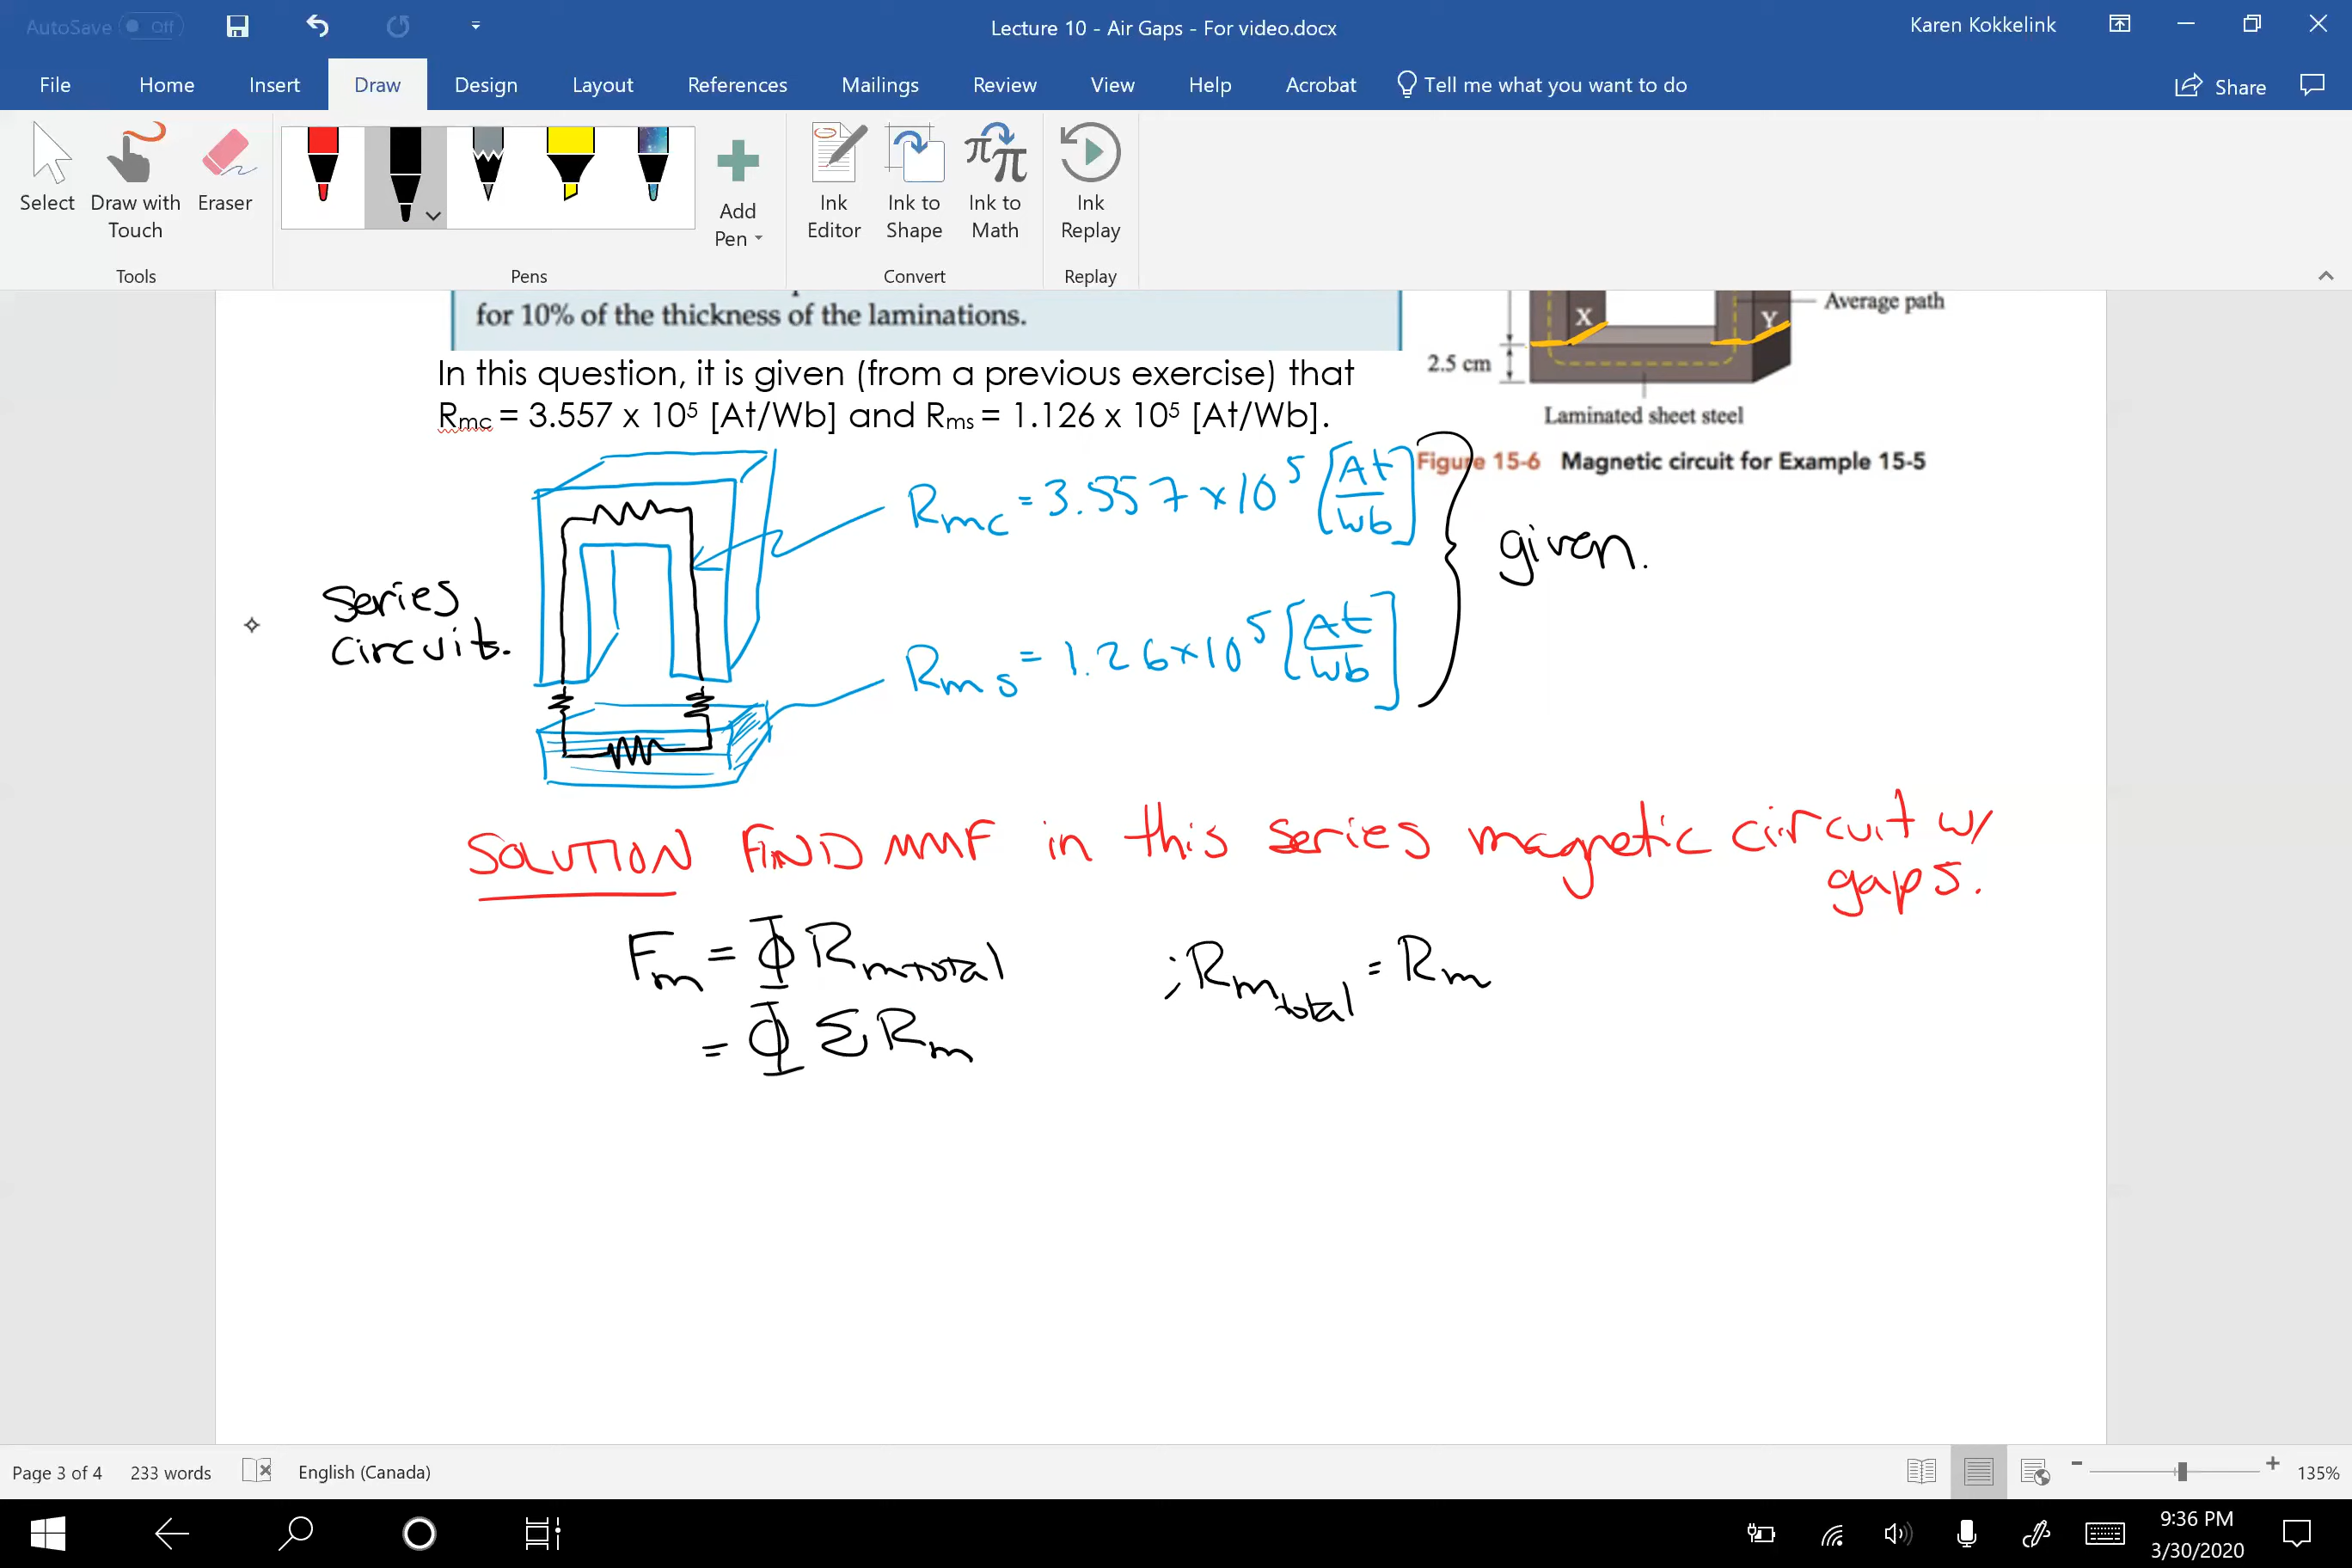 AutoSave Off
Lecture 10 - Air Gaps - For video.docx
Karen Kokkelink
File Home Insert Draw Design Layout References Mailings Review View Help Acrobat Tell me what you want to do
Share
Select
Draw with Touch
Eraser
Add Pen
Ink Editor
Ink to Shape
Ink to Math
Ink Replay
Tools Pens Convert Replay
for 10% of the thickness of the laminations.
Average path
X
Y
2.5 cm
Laminated sheet steel
In this question, it is given (from a previous exercise) that
Rmc = 3.557 x 10⁵ [At/Wb] and Rms = 1.126 x 10⁵ [At/Wb].
Figure 15-6 Magnetic circuit for Example 15-5
Rmc = 3.557 x 10⁵ [At/Wb]
given.
series
circuit.
Rms = 1.26 x 10⁵ [At/Wb]
SOLUTION FIND MMF in this series magnetic circuit w/
gaps.
Fm = Φ Rm total ; Rm total = Rm
= Φ Σ Rm
Page 3 of 4 233 words English (Canada)
135%
9:36 PM
3/30/2020